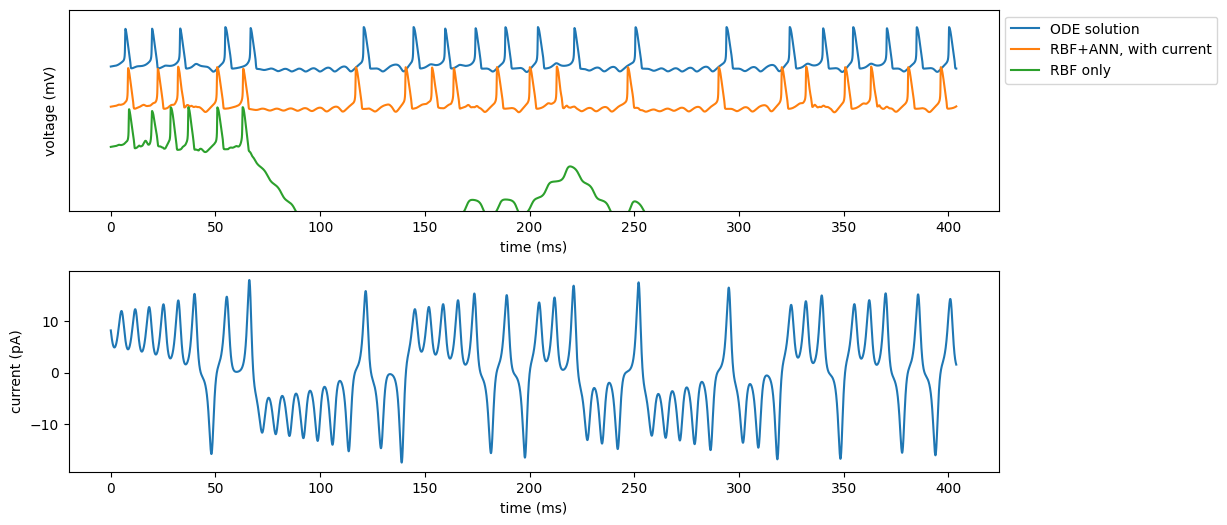 ODE solution
RBF+ANN, with current
RBF only
voltage (mV)
0 50 100 150 200 250 300 350 400
time (ms)
10
0
−10
current (pA)
0 50 100 150 200 250 300 350 400
time (ms)